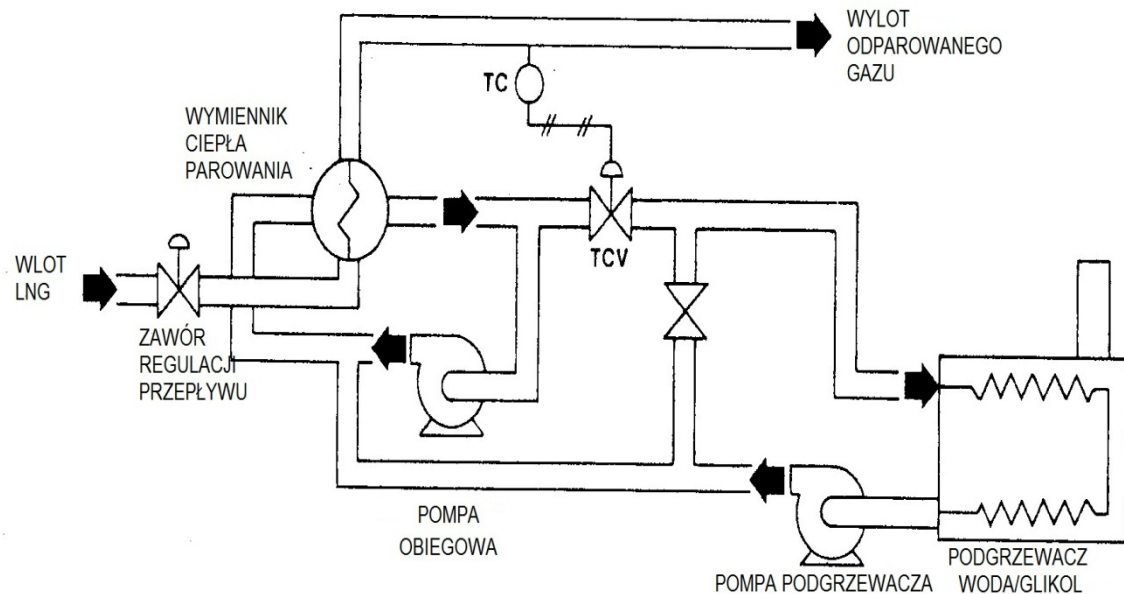 WYLOT
ODPAROWANEGO
GAZU
TC
WYMIENNIK
CIEPŁA
PAROWANIA
TCV
WLOT
LNG
ZAWÓR
REGULACJI
PRZEPŁYWU
POMPA
OBIEGOWA
POMPA PODGRZEWACZA
PODGRZEWACZ
WODA/GLIKOL